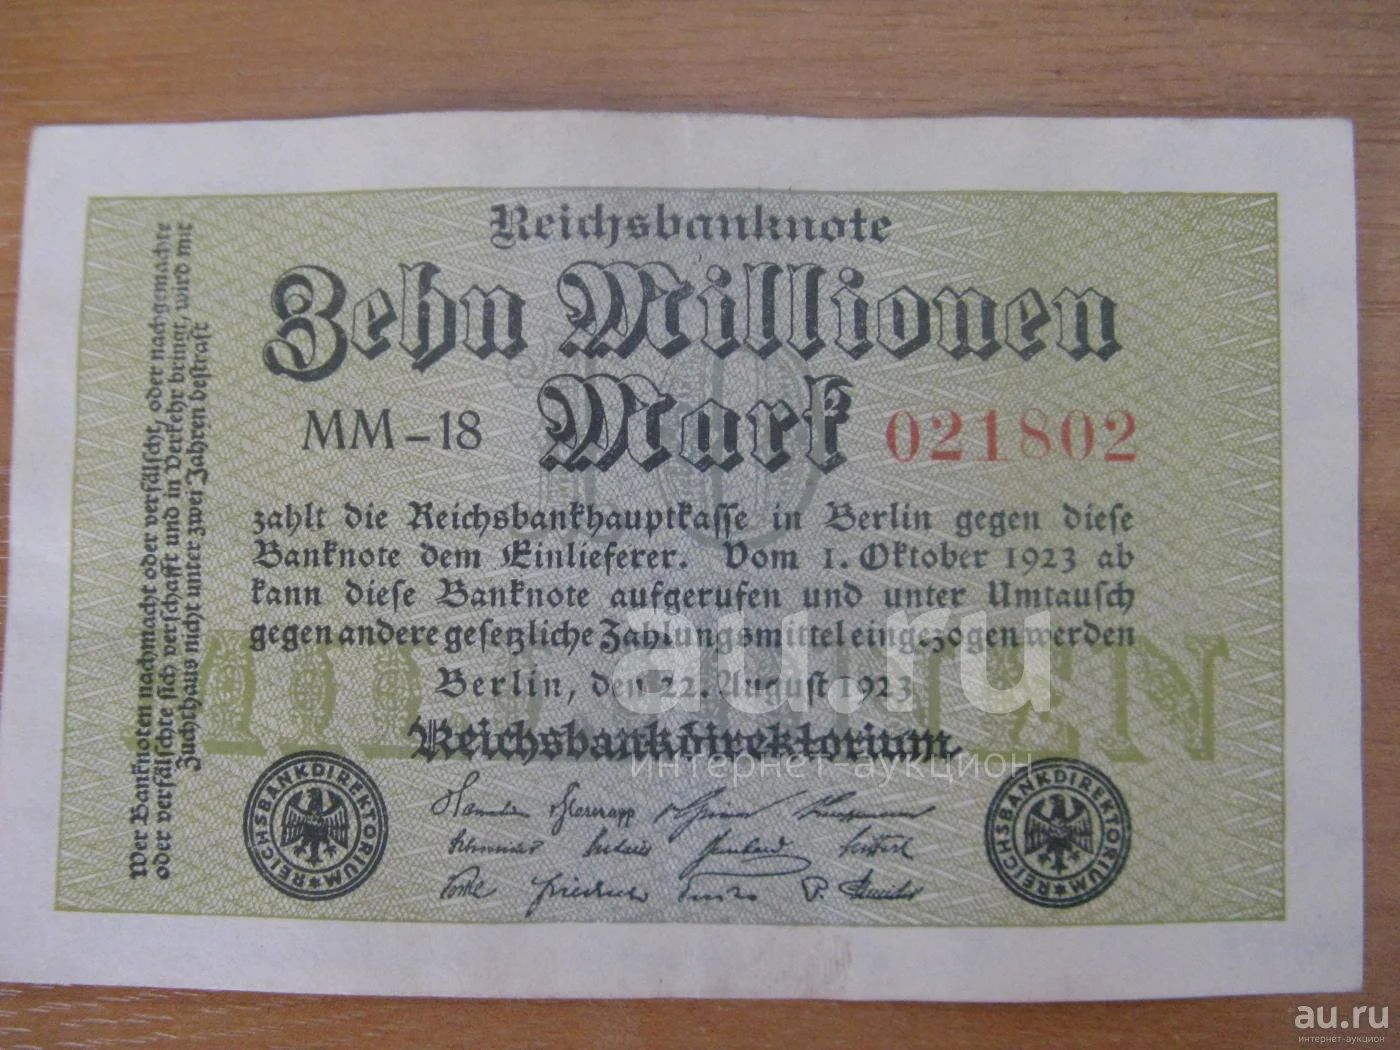 Reichsbanknote
Zehn Millionen
Mark
MM-18
021802
zahlt die Reichsbankhauptkasse in Berlin gegen diese
Banknote dem Einlieferer. Vom 1. Oktober 1923 ab
kann diese Banknote aufgerufen und unter Umtausch
gegen andere gesetzliche Zahlungsmittel eingezogen werden
Berlin, den 22. August 1923
Reichsbankdirektorium
Wer Banknoten nachmacht oder verfälscht, oder nachgemachte
oder verfälschte sich verschafft und in Verkehr bringt, wird mit
Zuchthaus nicht unter zwei Jahren bestraft
MILLIONEN
10
REICHSBANKDIREKTORIUM*
REICHSBANKDIREKTORIUM*
au.ru
интернет-аукцион
au.ru
интернет-аукцион